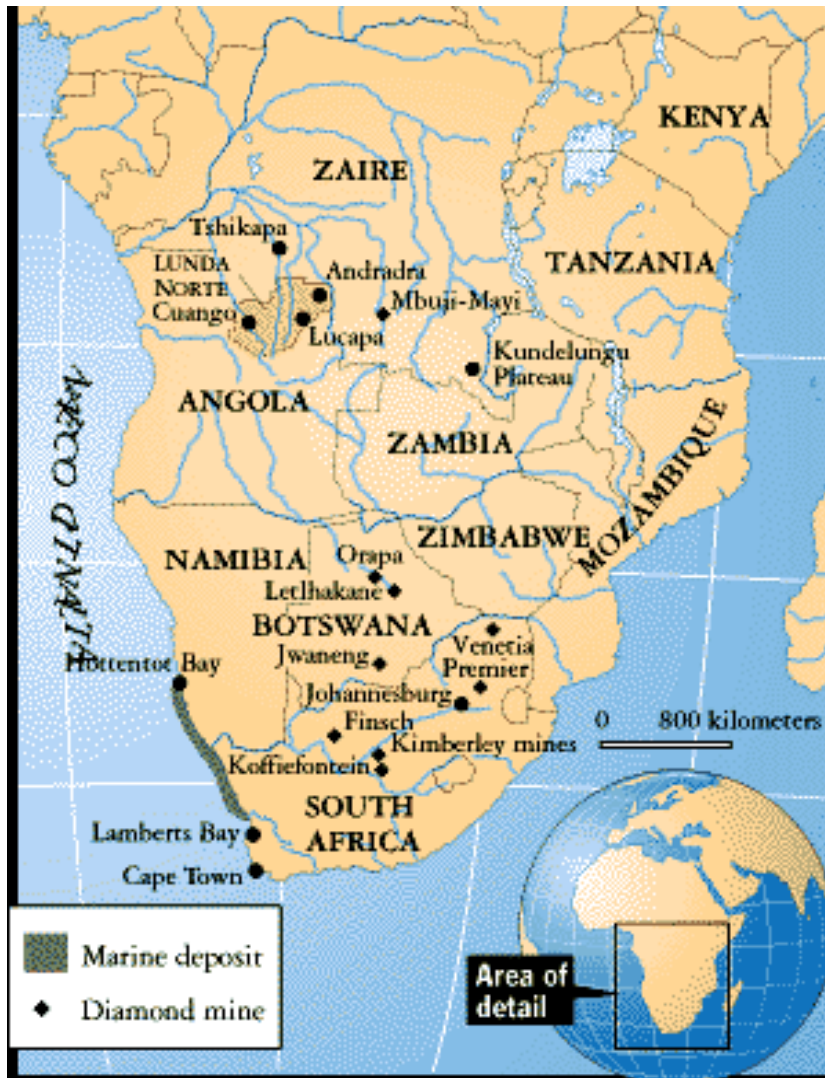 KENYA
ZAIRE
Tshikapa
TANZANIA
LUNDA
NORTE
Andradra
Mbuji-Mayi
Cuango
Lucapa
Kundelungu
Plateau
ANGOLA
ZAMBIA
MOZAMBIQUE
ZIMBABWE
NAMIBIA
Orapa
Letlhakane
BOTSWANA
Hottentot Bay
Jwaneng
Venetia
Premier
Johannesburg
Finsch
0 800 kilometers
Kimberley mines
Koffiefontein
SOUTH
AFRICA
Lamberts Bay
Cape Town
Marine deposit
Diamond mine
Area of
detail